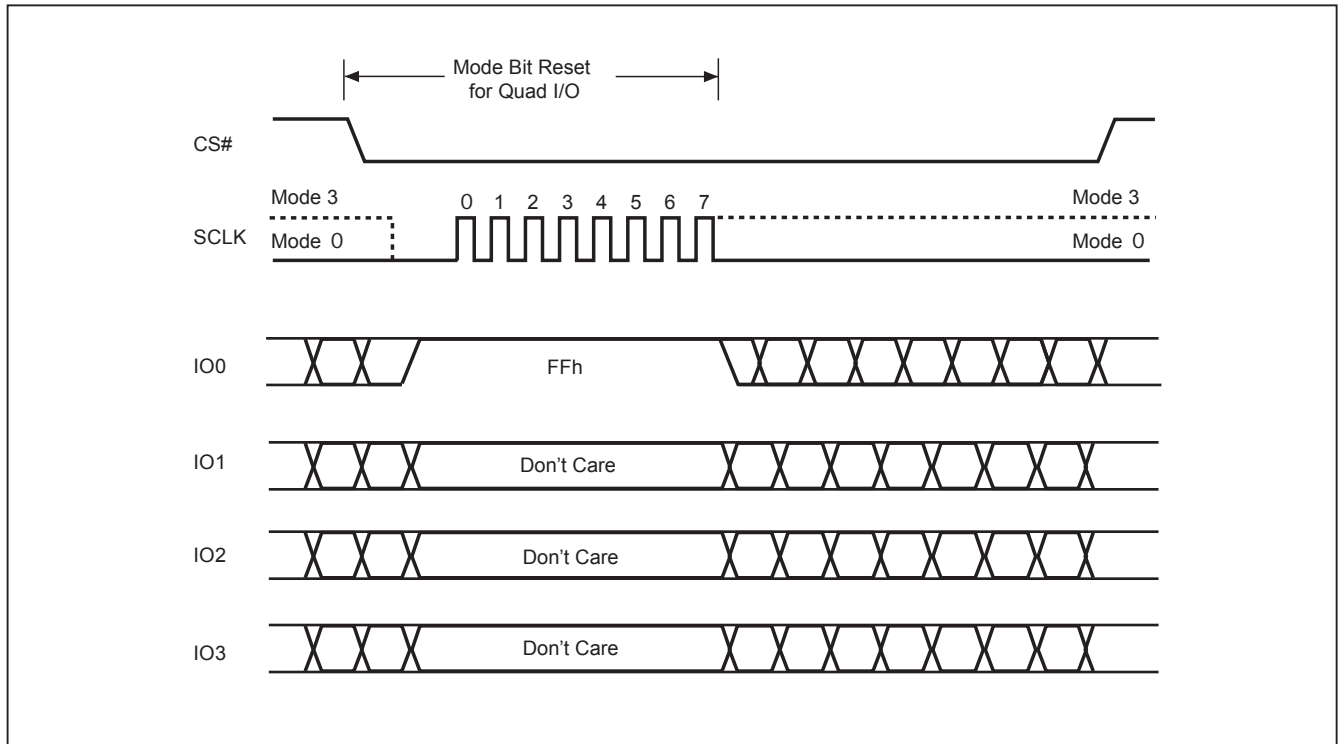 Mode Bit Reset
for Quad I/O
CS#
Mode 3
0 1 2 3 4 5 6 7
Mode 3
SCLK
Mode 0
Mode 0
IO0
FFh
IO1
Don't Care
IO2
Don't Care
IO3
Don't Care